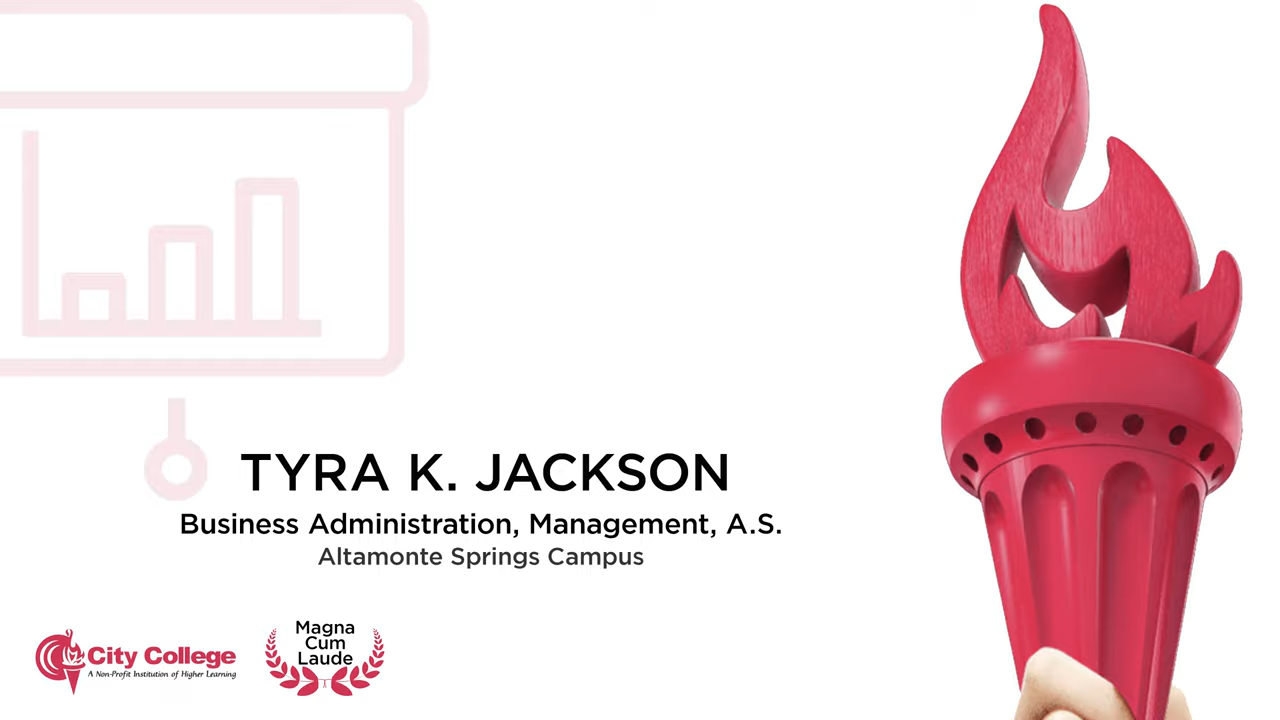 TYRA K. JACKSON
Business Administration, Management, A.S.
Altamonte Springs Campus
City College
A Non-Profit Institution of Higher Learning
Magna
Cum
Laude